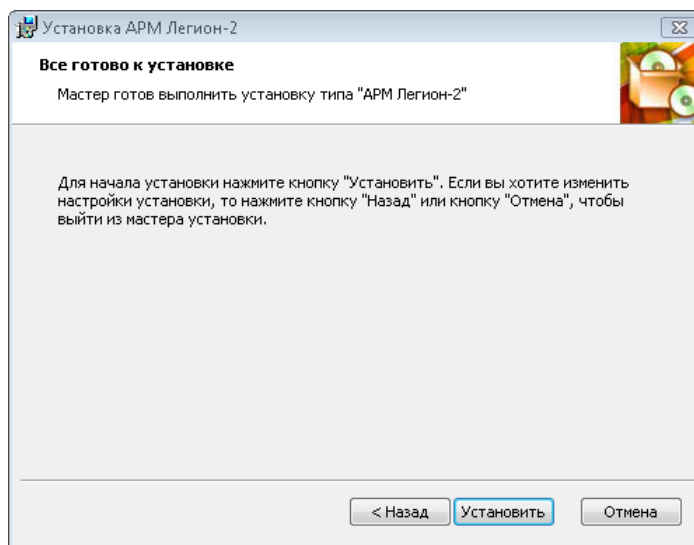 Установка АРМ Легион-2
Все готово к установке
Мастер готов выполнить установку типа "АРМ Легион-2"
Для начала установки нажмите кнопку "Установить". Если вы хотите изменить
настройки установки, то нажмите кнопку "Назад" или кнопку "Отмена", чтобы
выйти из мастера установки.
< Назад
Установить
Отмена